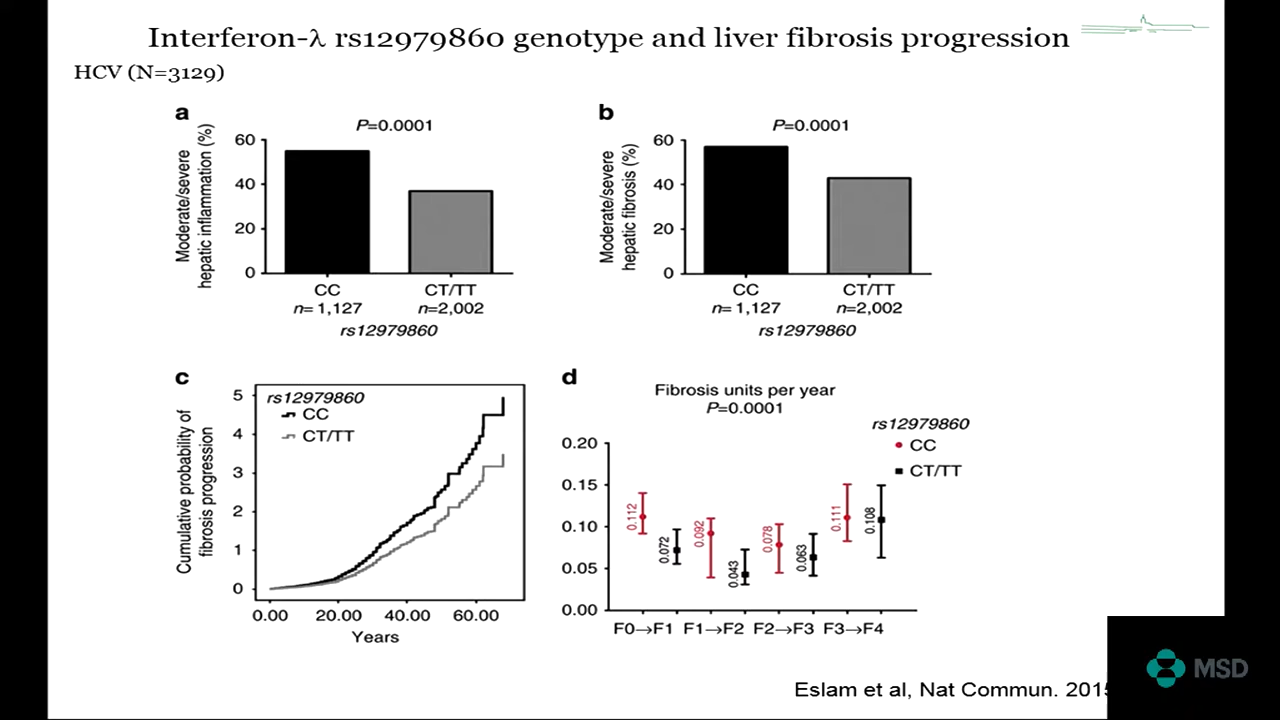 Interferon-λ rs12979860 genotype and liver fibrosis progression
HCV (N=3129)
a
P=0.0001
Moderate/severe
hepatic inflammation (%)
60
40
20
0
CC
CT/TT
n= 1,127
n=2,002
rs12979860
b
P=0.0001
Moderate/severe
hepatic fibrosis (%)
60
40
20
0
CC
CT/TT
n= 1,127
n=2,002
rs12979860
c
Cumulative probability of
fibrosis progression
rs12979860
CC
CT/TT
5
4
3
2
1
0
0.00 20.00 40.00 60.00
Years
d
Fibrosis units per year
P=0.0001
rs12979860
CC
CT/TT
0.20
0.15
0.10
0.05
0.00
0.112
0.072
0.092
0.043
0.078
0.063
0.111
0.108
F0→F1 F1→F2 F2→F3 F3→F4
Eslam et al, Nat Commun. 2015
MSD